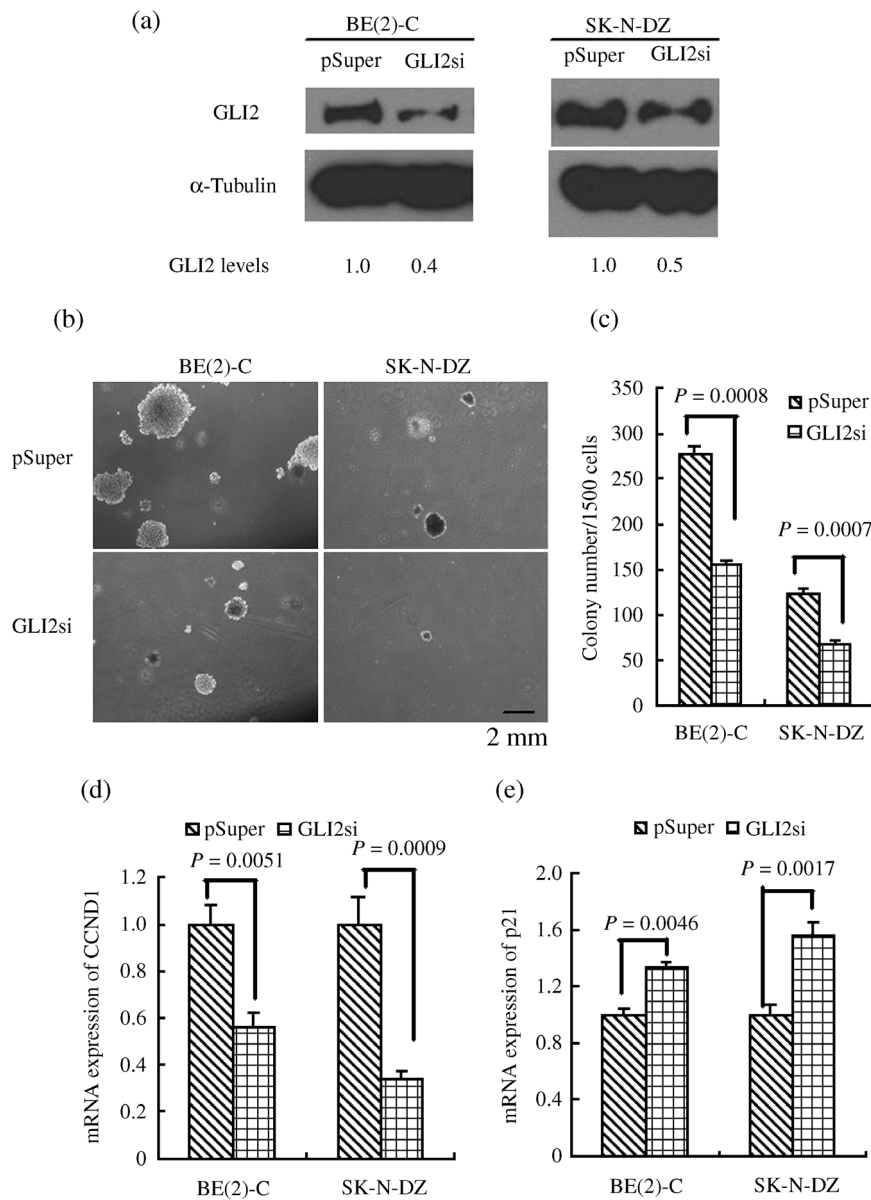 (a)
BE(2)-C SK-N-DZ
pSuper GLI2si pSuper GLI2si
GLI2
α-Tubulin
GLI2 levels 1.0 0.4 1.0 0.5
(b)
BE(2)-C SK-N-DZ
pSuper
GLI2si
2 mm
(c)
Colony number/1500 cells
350
300
250
200
150
100
50
0
P = 0.0008
pSuper
GLI2si
P = 0.0007
BE(2)-C SK-N-DZ
(d)
pSuper GLI2si
P = 0.0051 P = 0.0009
mRNA expression of CCND1
1.2
1.0
0.8
0.6
0.4
0.2
0
BE(2)-C SK-N-DZ
(e)
pSuper GLI2si
P = 0.0046 P = 0.0017
mRNA expression of p21
2.0
1.6
1.2
0.8
0.4
0
BE(2)-C SK-N-DZ